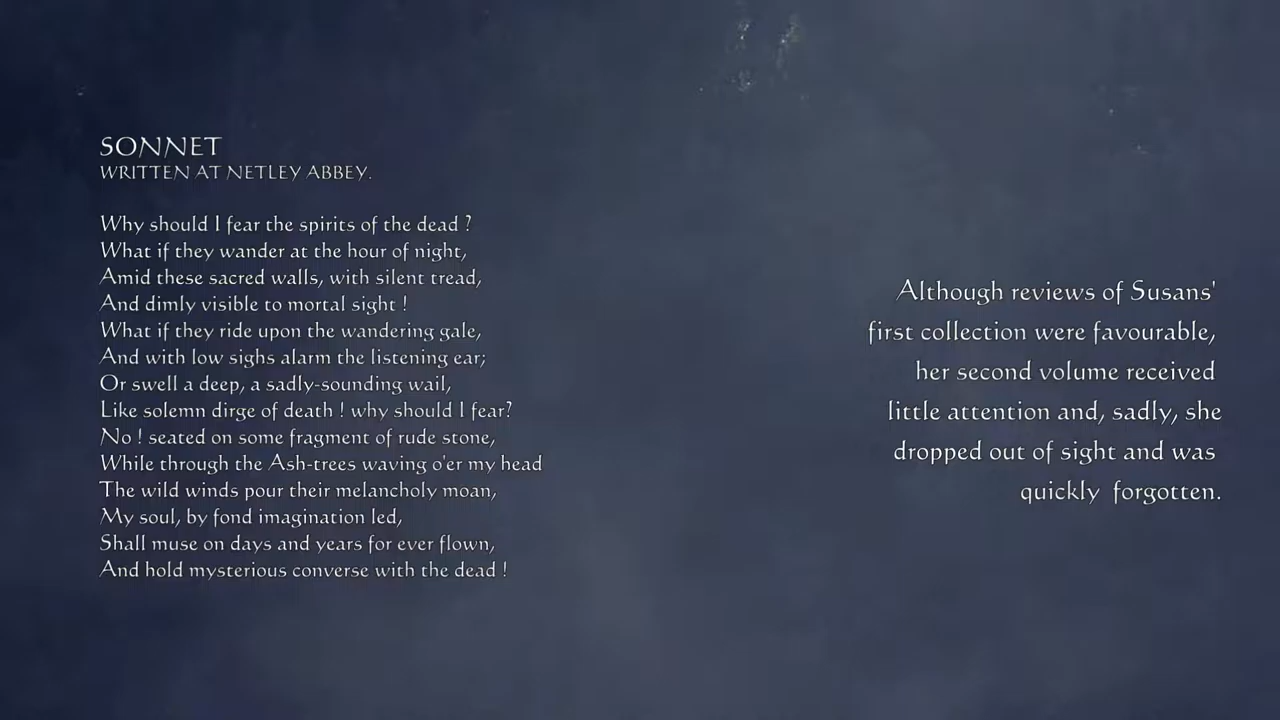 SONNET
WRITTEN AT NETLEY ABBEY.
Why should I fear the spirits of the dead ?
What if they wander at the hour of night,
Amid these sacred walls, with silent tread,
And dimly visible to mortal sight !
What if they ride upon the wandering gale,
And with low sighs alarm the listening ear;
Or swell a deep, a sadly-sounding wail,
Like solemn dirge of death ! why should I fear?
No ! seated on some fragment of rude stone,
While through the Ash-trees waving o'er my head
The wild winds pour their melancholy moan,
My soul, by fond imagination led,
Shall muse on days and years for ever flown,
And hold mysterious converse with the dead !
Although reviews of Susans'
first collection were favourable,
her second volume received
little attention and, sadly, she
dropped out of sight and was
quickly forgotten.